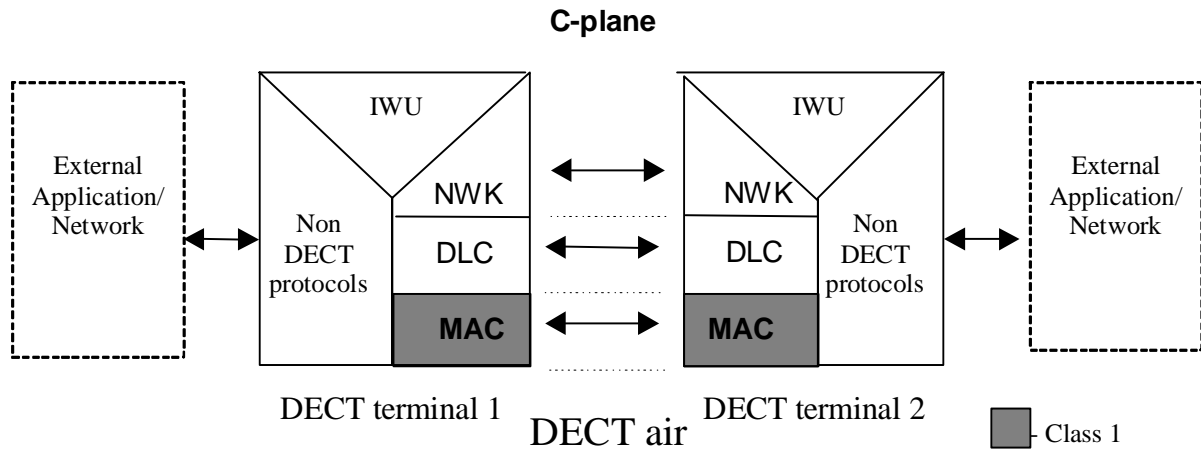 C-plane
External
Application/
Network
IWU
Non
DECT
protocols
NWK
DLC
MAC
IWU
NWK
DLC
MAC
Non
DECT
protocols
External
Application/
Network
DECT terminal 1
DECT air
DECT terminal 2
- Class 1